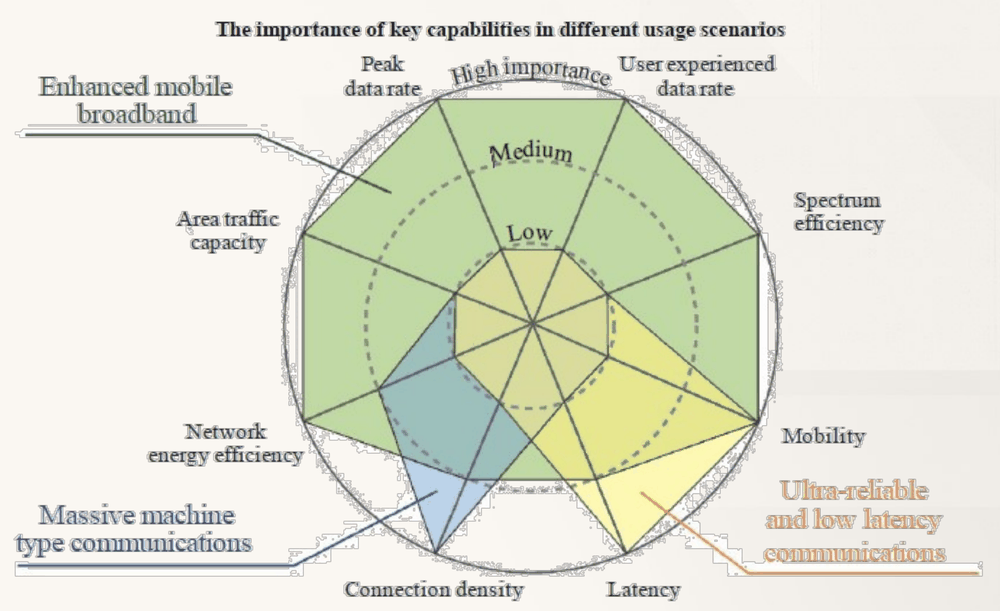 The importance of key capabilities in different usage scenarios
Peak
data rate
High importance
User experienced
data rate
Enhanced mobile
broadband
Medium
Spectrum
efficiency
Area traffic
capacity
Low
Network
energy efficiency
Mobility
Ultra-reliable
and low latency
communications
Massive machine
type communications
Connection density
Latency